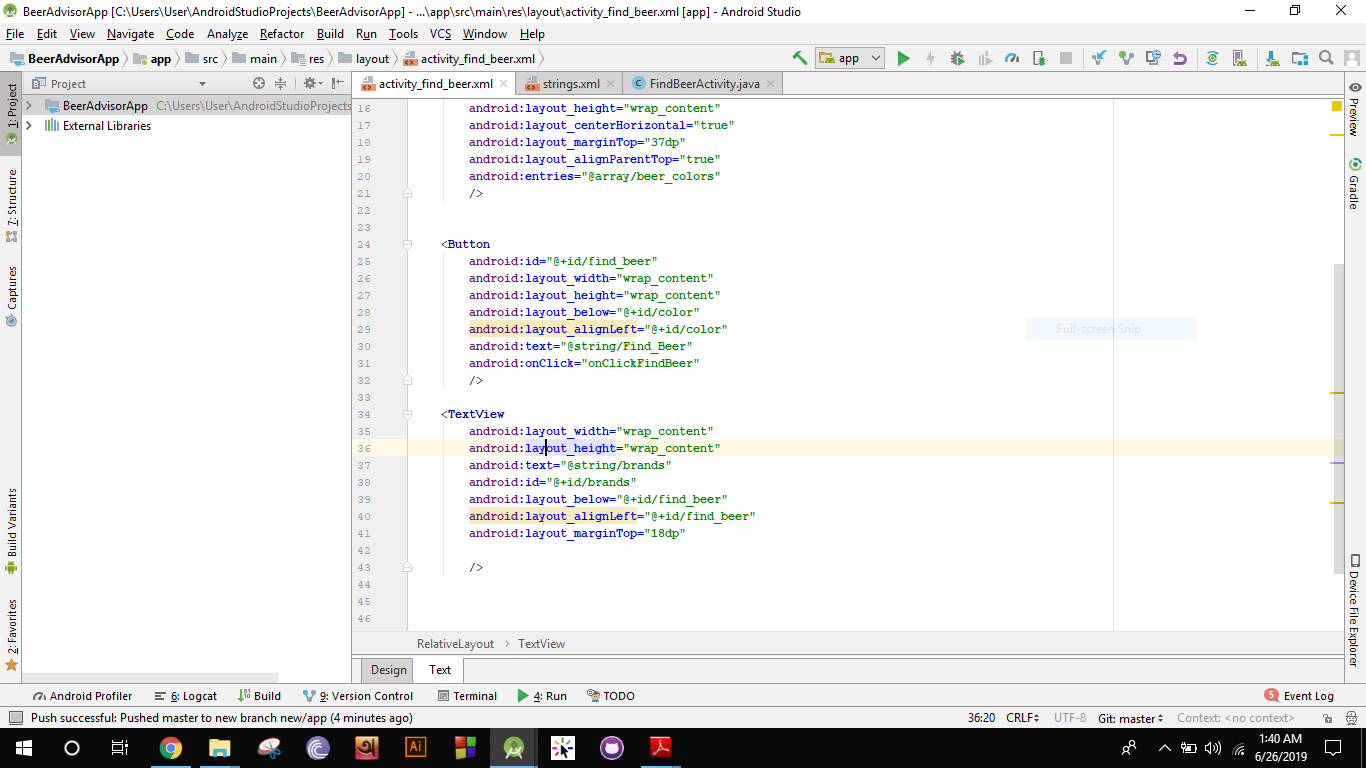 BeerAdvisorApp [C:\Users\User\AndroidStudioProjects\BeerAdvisorApp] - ...\app\src\main\res\layout\activity_find_beer.xml [app] - Android Studio
File Edit View Navigate Code Analyze Refactor Build Run Tools VCS Window Help
BeerAdvisorApp app src main res layout activity_find_beer.xml app
Project
activity_find_beer.xml strings.xml FindBeerActivity.java
BeerAdvisorApp C:\Users\User\AndroidStudioProjects
External Libraries
1: Project
7: Structure
Captures
Build Variants
2: Favorites
16 android:layout_height="wrap_content"
17 android:layout_centerHorizontal="true"
18 android:layout_marginTop="37dp"
19 android:layout_alignParentTop="true"
20 android:entries="@array/beer_colors"
21 />
22
23
24 <Button
25 android:id="@+id/find_beer"
26 android:layout_width="wrap_content"
27 android:layout_height="wrap_content"
28 android:layout_below="@+id/color"
29 android:layout_alignLeft="@+id/color"
30 android:text="@string/Find_Beer"
31 android:onClick="onClickFindBeer"
32 />
33
34 <TextView
35 android:layout_width="wrap_content"
36 android:layout_height="wrap_content"
37 android:text="@string/brands"
38 android:id="@+id/brands"
39 android:layout_below="@+id/find_beer"
40 android:layout_alignLeft="@+id/find_beer"
41 android:layout_marginTop="18dp"
42
43 />
44
45
46
Full-screen Snip
Preview
Gradle
Device File Explorer
RelativeLayout TextView
Design Text
Android Profiler 6: Logcat Build 9: Version Control Terminal 4: Run TODO 5 Event Log
Push successful: Pushed master to new branch new/app (4 minutes ago) 36:20 CRLF UTF-8 Git: master Context: <no context>
Ai
1:40 AM
6/26/2019